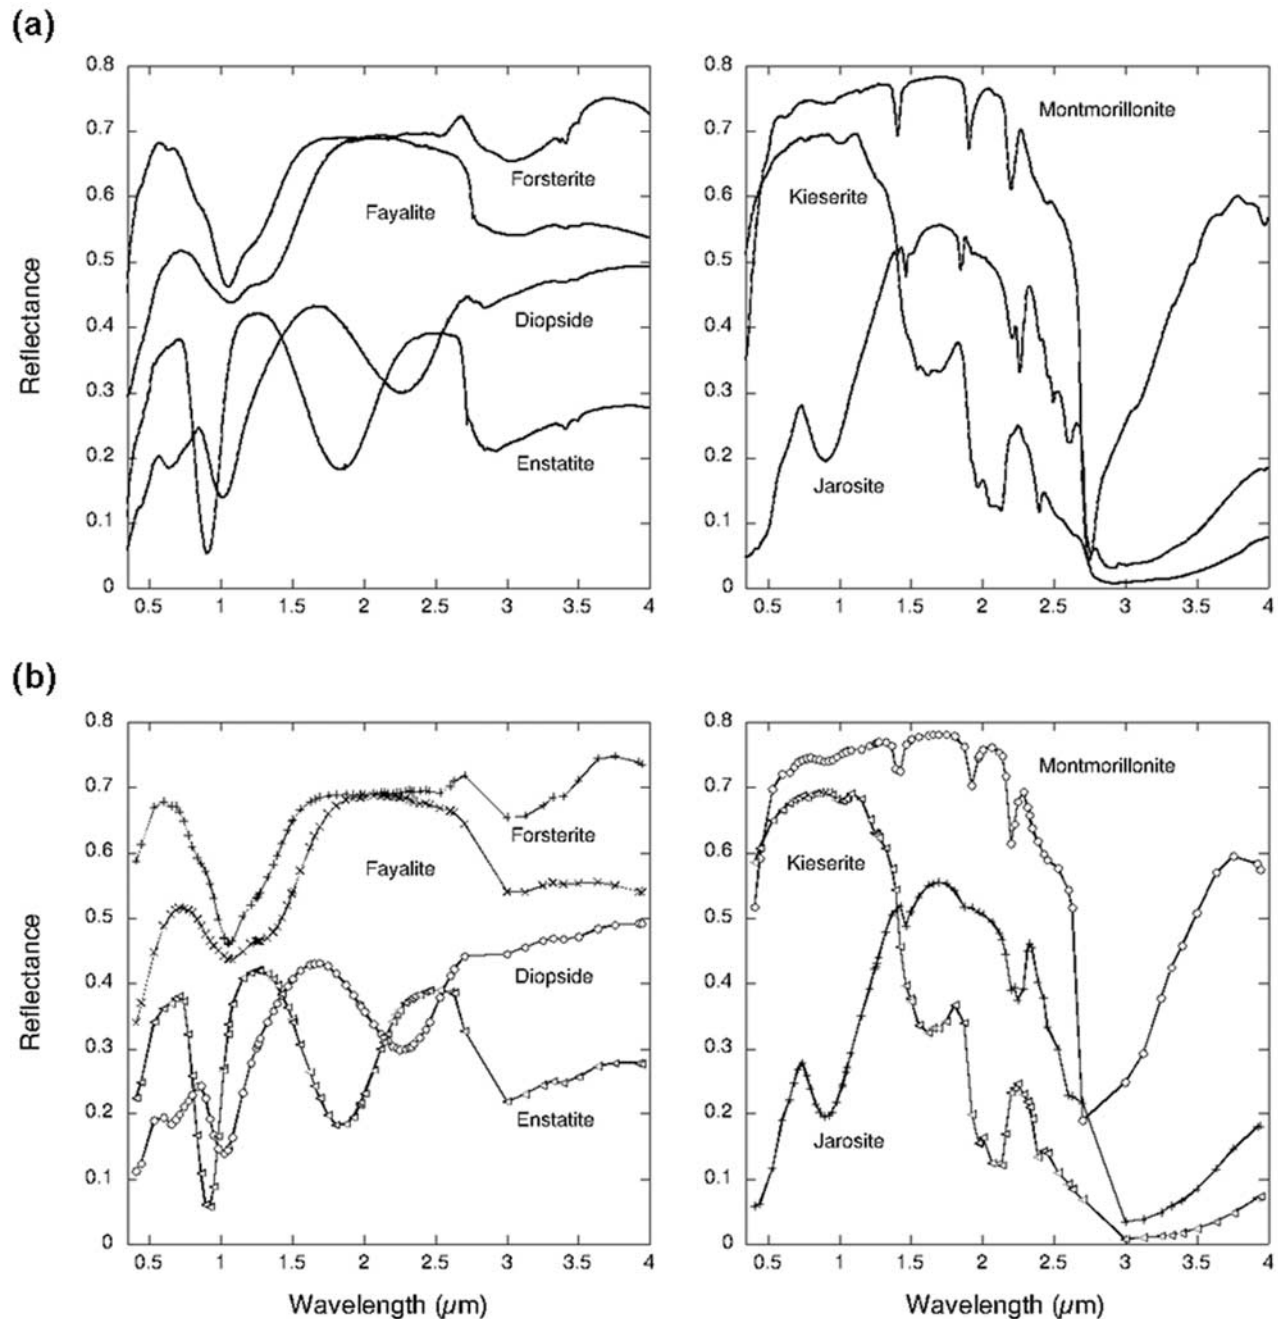 (a)
0.8
0.7
0.6
0.5
0.4
0.3
0.2
0.1
0
Reflectance
Forsterite
Fayalite
Diopside
Enstatite
0.5 1 1.5 2 2.5 3 3.5 4
0.8
0.7
0.6
0.5
0.4
0.3
0.2
0.1
0
Reflectance
Montmorillonite
Kieserite
Jarosite
0.5 1 1.5 2 2.5 3 3.5 4
(b)
0.8
0.7
0.6
0.5
0.4
0.3
0.2
0.1
0
Reflectance
Forsterite
Fayalite
Diopside
Enstatite
0.5 1 1.5 2 2.5 3 3.5 4
Wavelength (µm)
0.8
0.7
0.6
0.5
0.4
0.3
0.2
0.1
0
Reflectance
Montmorillonite
Kieserite
Jarosite
0.5 1 1.5 2 2.5 3 3.5 4
Wavelength (µm)